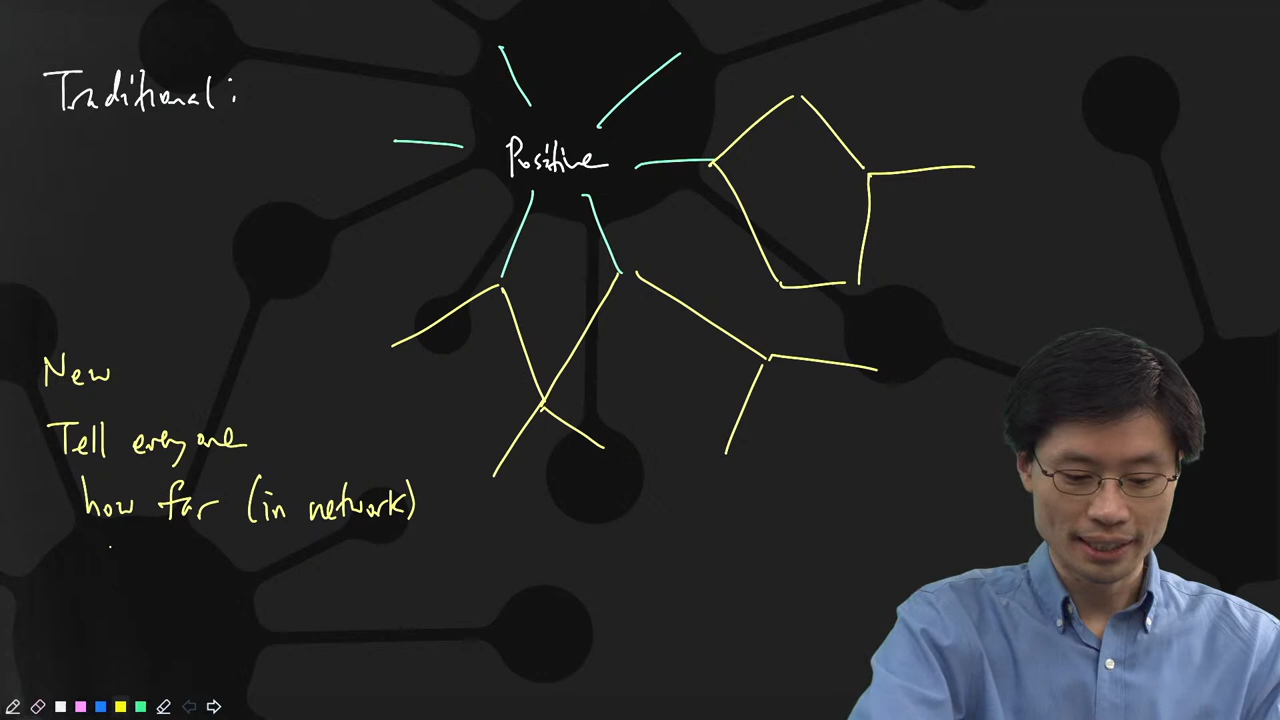 Traditional:
Positive
New
Tell everyone
how far (in network)